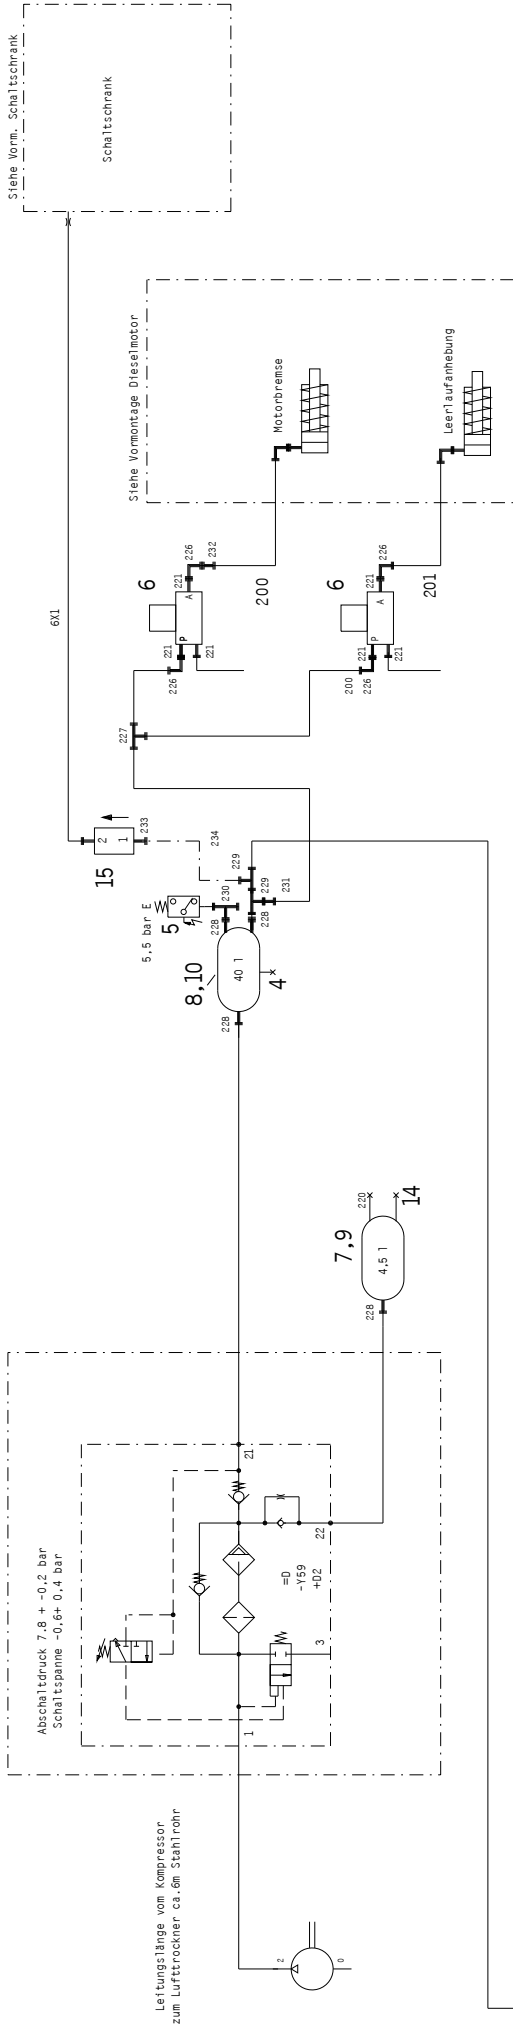 Leitungslänge vom Kompressor
zum Lufttrockner ca.6m Stahlrohr
2
0
Abschaltdruck 7.8 + -0,2 bar
Schaltspanne -0,6+ 0,4 bar
1
3
21
22
=D
-Y59
+D2
228
7,9
4,5 l
220
14
228
8,10
40 l
4
5,5 bar E
5
228
230
228
229
229
231
15
2
1
233
234
6X1
227
226
221
P
221
6
A
221
226
232
200
200
226
221
P
221
6
A
221
226
201
Siehe Vormontage Dieselmotor
Motorbremse
Leerlaufanhebung
Siehe Vorm. Schaltschrank
Schaltschrank